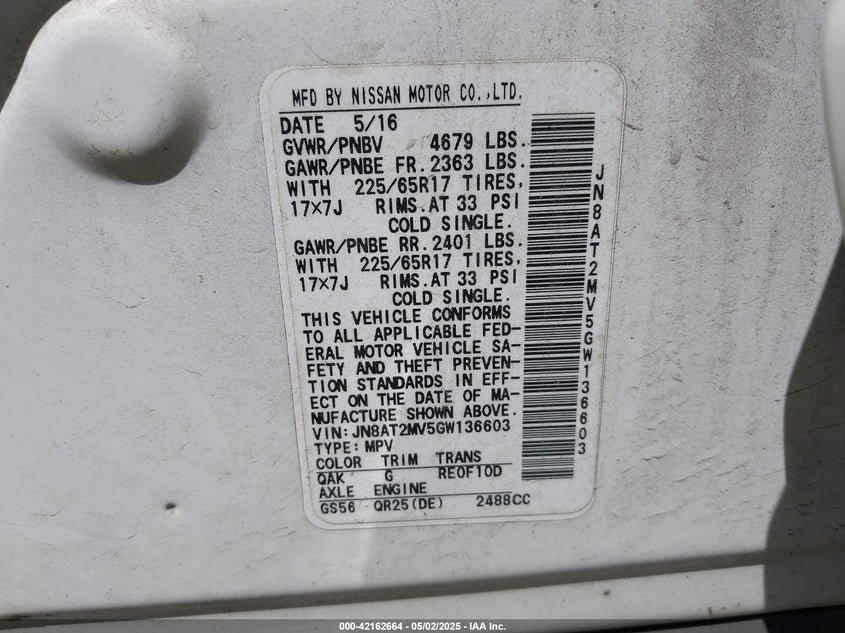 MFD BY NISSAN MOTOR CO.,LTD.
DATE 5/16
GVWR/PNBV 4679 LBS.
GAWR/PNBE FR. 2363 LBS.
WITH 225/65R17 TIRES,
17×7J RIMS. AT 33 PSI
COLD SINGLE.
GAWR/PNBE RR. 2401 LBS.
WITH 225/65R17 TIRES,
17×7J RIMS. AT 33 PSI
COLD SINGLE.
THIS VEHICLE CONFORMS
TO ALL APPLICABLE FED-
ERAL MOTOR VEHICLE SA-
FETY AND THEFT PREVEN-
TION STANDARDS IN EFF-
ECT ON THE DATE OF MA-
NUFACTURE SHOWN ABOVE.
VIN:JN8AT2MV5GW136603
TYPE:MPV
COLOR TRIM TRANS
QAK G RE0F10D
AXLE ENGINE
GS56 QR25(DE) 2488CC
JN8AT2MV5GW136603
000-42162664 — 05/02/2025 — IAA Inc.